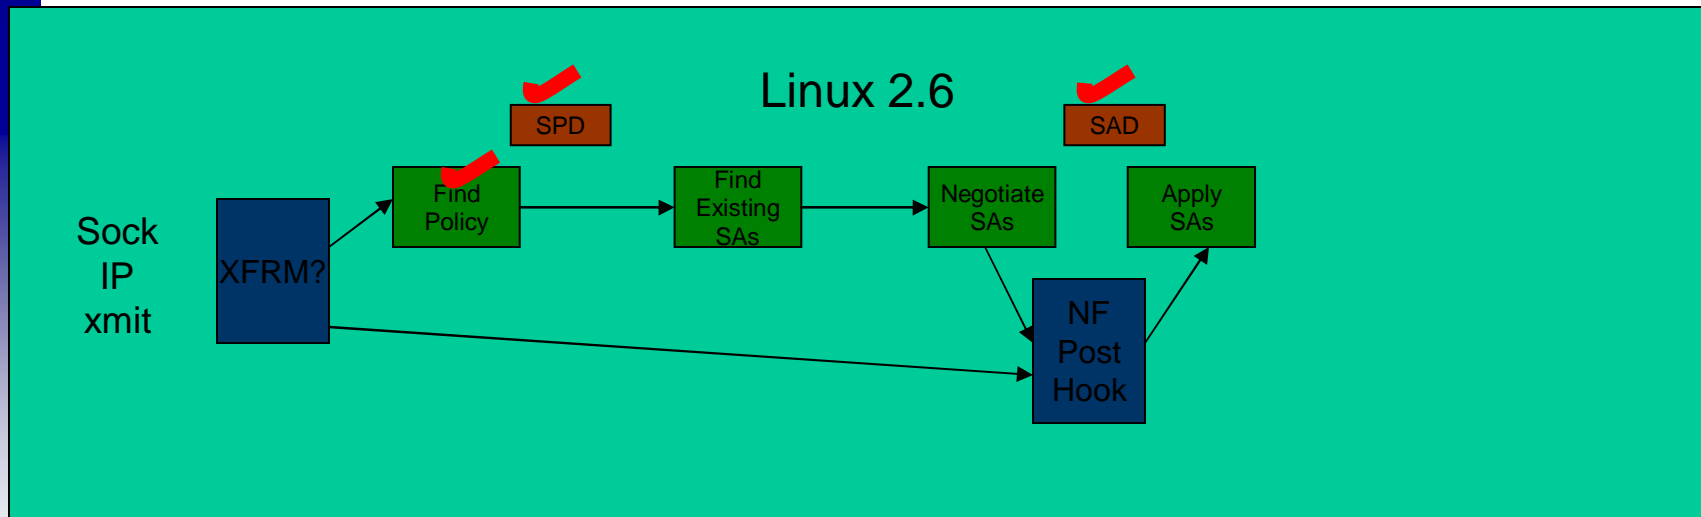 Linux 2.6
SPD
SAD
Sock
IP
xmit
XFRM?
Find
Policy
Find
Existing
SAs
Negotiate
SAs
Apply
SAs
NF
Post
Hook